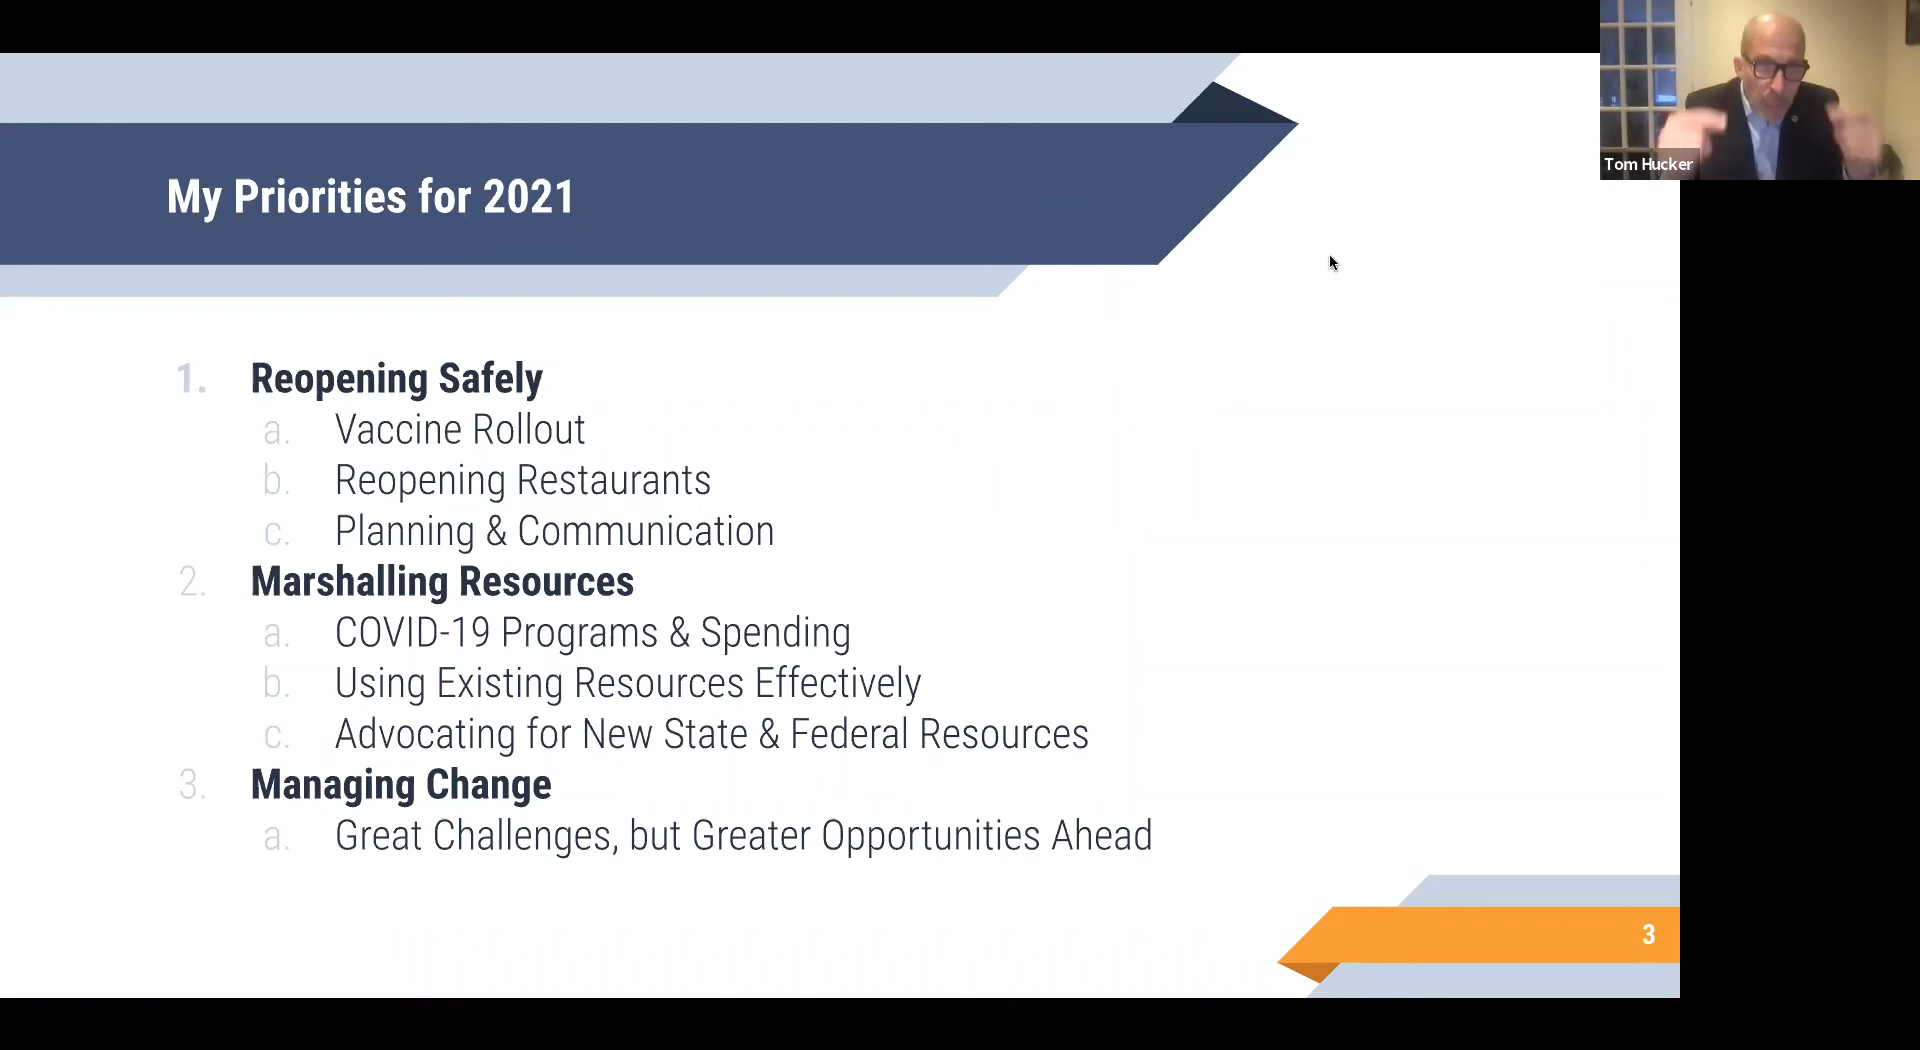 My Priorities for 2021
1. Reopening Safely
a. Vaccine Rollout
b. Reopening Restaurants
c. Planning & Communication
2. Marshalling Resources
a. COVID-19 Programs & Spending
b. Using Existing Resources Effectively
c. Advocating for New State & Federal Resources
3. Managing Change
a. Great Challenges, but Greater Opportunities Ahead
3
Tom Hucker